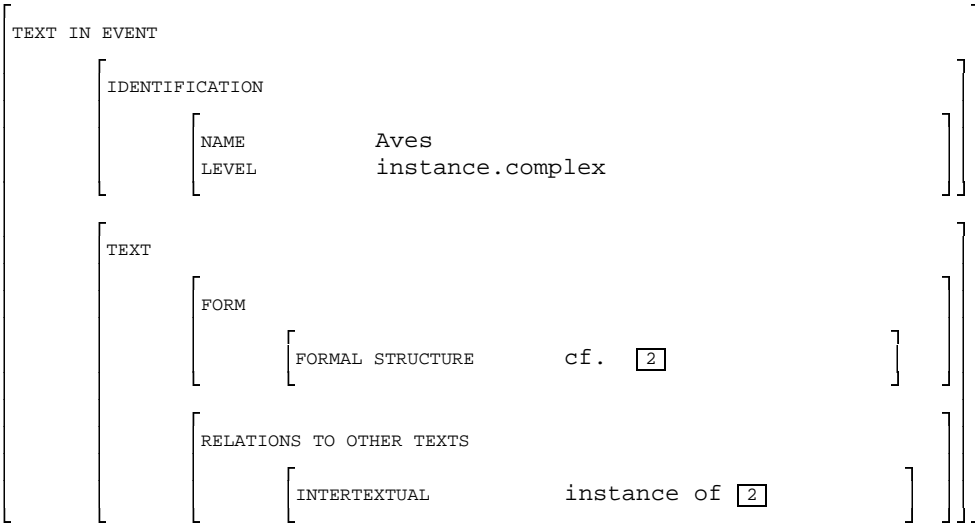 TEXT IN EVENT
IDENTIFICATION
NAME Aves
LEVEL instance.complex
TEXT
FORM
FORMAL STRUCTURE cf. 2
RELATIONS TO OTHER TEXTS
INTERTEXTUAL instance of 2